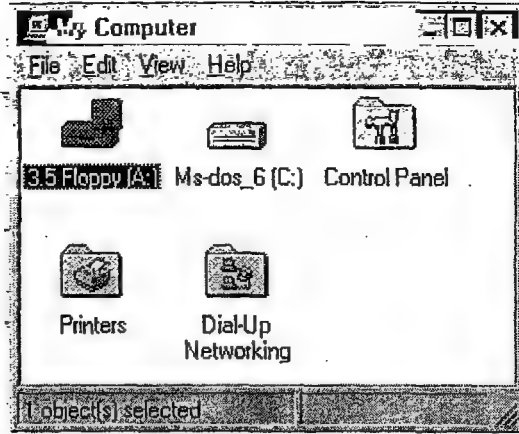 My Computer
File Edit View Help
3.5 Floppy (A:) Ms-dos_6 (C:) Control Panel
Printers Dial-Up
Networking
1 object(s) selected